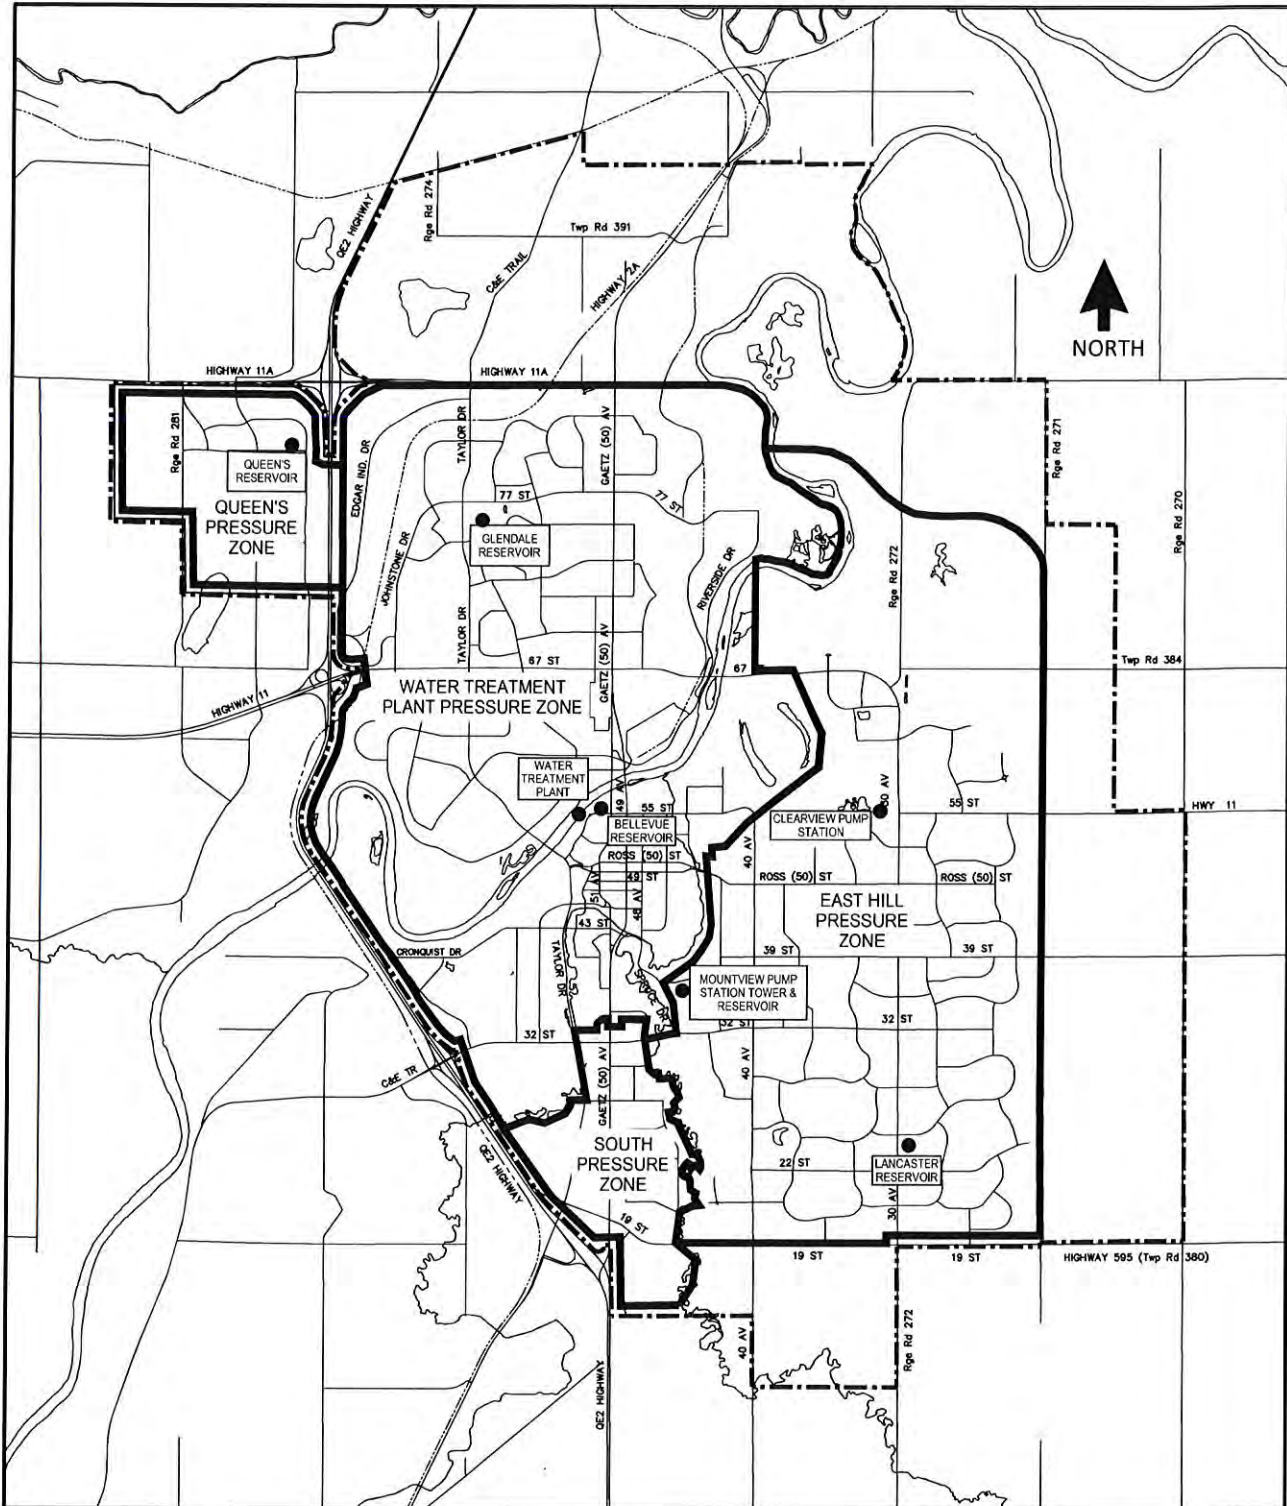 Rge Rd 274
QE2 HIGHWAY
Twp Rd 391
C&E TRAIL
HIGHWAY 2A
NORTH
HIGHWAY 11A
HIGHWAY 11A
Rge Rd 281
QUEEN'S
RESERVOIR
QUEEN'S
PRESSURE
ZONE
EDGAR IND. DR
TAYLOR DR
GAETZ (50) AV
77 ST
77 ST
GLENDALE
RESERVOIR
JOHNSTONE DR
RIVERSIDE DR
Rge Rd 271
Rge Rd 270
Rge Rd 272
TAYLOR DR
GAETZ (50) AV
67 ST
67
Twp Rd 384
HIGHWAY 11
WATER TREATMENT
PLANT PRESSURE ZONE
WATER
TREATMENT
PLANT
49 AV
55 ST
BELLEVUE
RESERVOIR
30 AV
55 ST
HWY 11
CLEARVIEW PUMP
STATION
40 AV
ROSS (50) ST
ROSS (50) ST
ROSS (50) ST
49 ST
51 AV
48 AV
43 ST
EAST HILL
PRESSURE
ZONE
39 ST
39 ST
CRONQUIST DR
TAYLOR DR
SPRUCE DR
MOUNTVIEW PUMP
STATION TOWER &
RESERVOIR
32 ST
32 ST
32 ST
C&E TR
GAETZ (50) AV
40 AV
SOUTH
PRESSURE
ZONE
22 ST
LANCASTER
RESERVOIR
QE2 HIGHWAY
30 AV
19 ST
19 ST
19 ST
HIGHWAY 595 (Twp Rd 380)
40 AV
Rge Rd 272
QE2 HIGHWAY